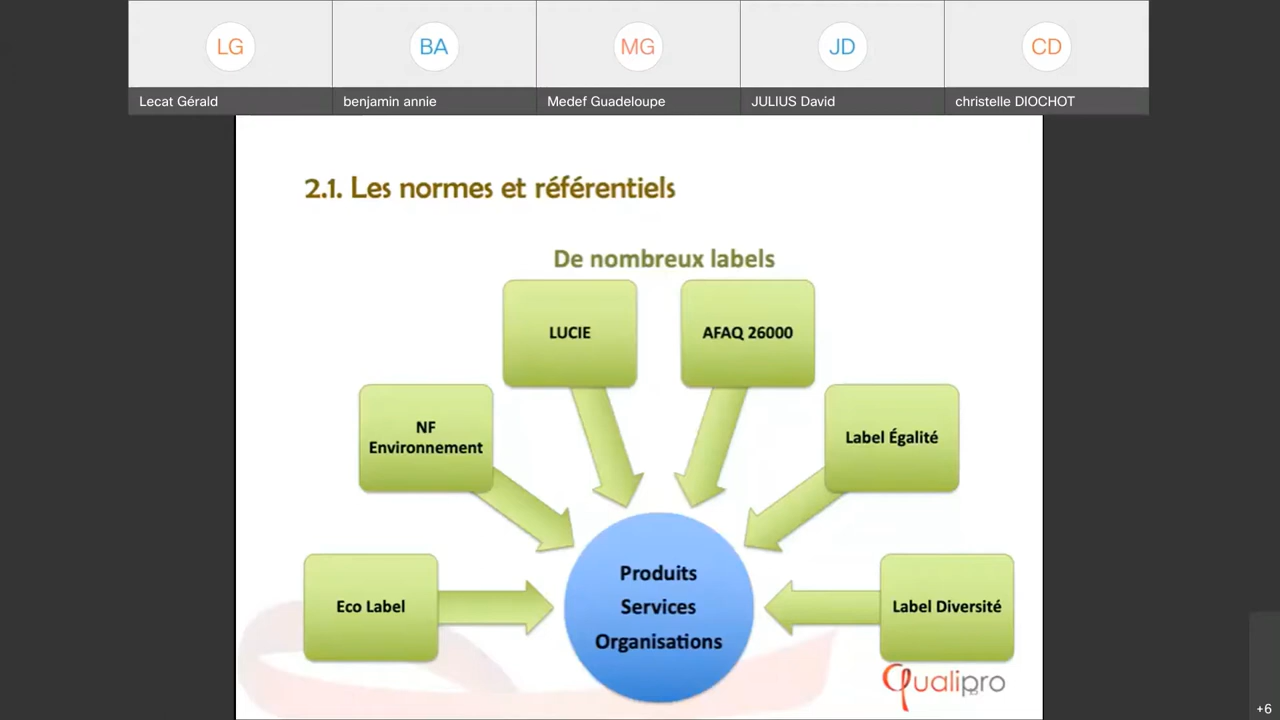 LG
BA
MG
JD
CD
Lecat Gérald
benjamin annie
Medef Guadeloupe
JULIUS David
christelle DIOCHOT
2.1. Les normes et référentiels
De nombreux labels
LUCIE
AFAQ 26000
NF
Environnement
Label Égalité
Eco Label
Produits
Services
Organisations
Label Diversité
Qualipro
+6